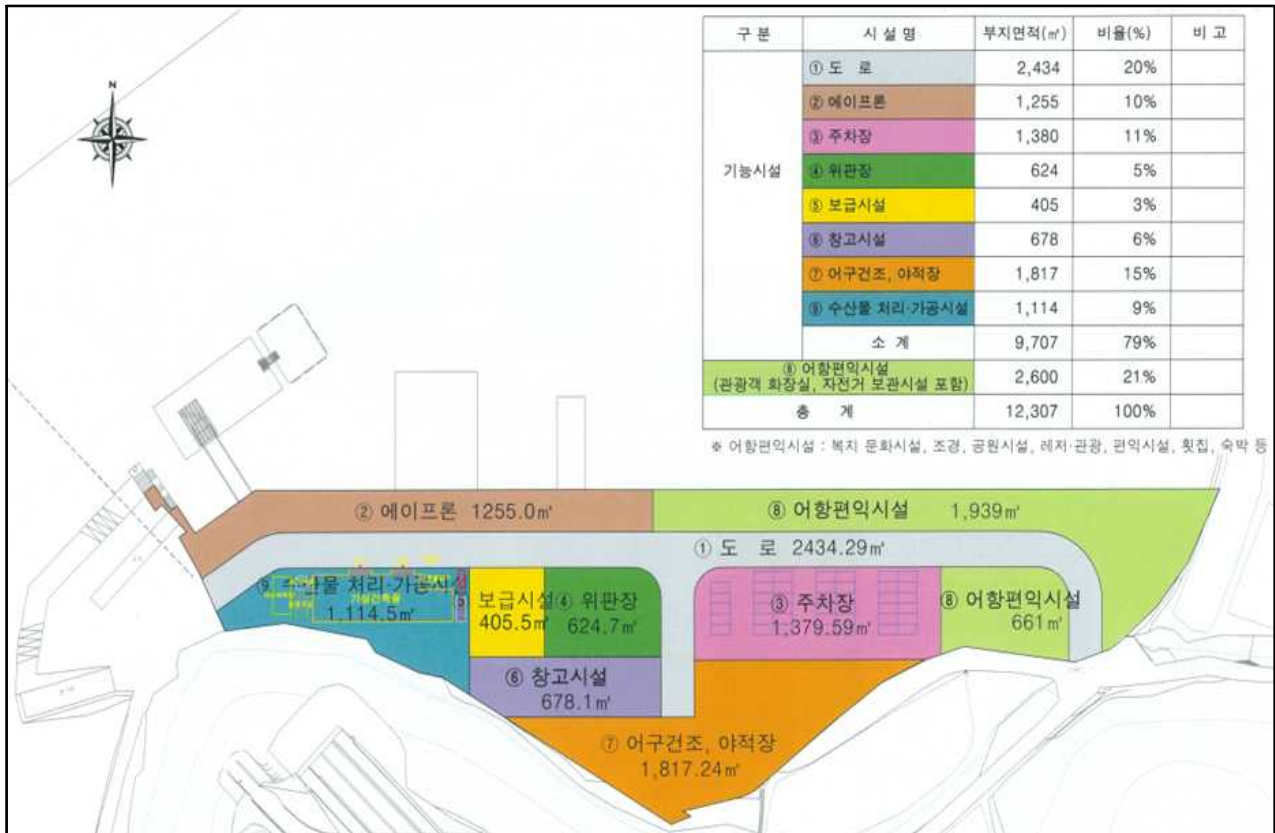 구 분 시 설 명 부지면적(㎡) 비율(%) 비 고
기능시설
① 도 로 2,434 20%
② 에이프론 1,255 10%
③ 주차장 1,380 11%
④ 위판장 624 5%
⑤ 보급시설 405 3%
⑥ 창고시설 678 6%
⑦ 어구건조, 야적장 1,817 15%
⑨ 수산물 처리·가공시설 1,114 9%
소 계 9,707 79%
⑧ 어항편익시설
(관광객 화장실, 자전거 보관시설 포함) 2,600 21%
총 계 12,307 100%
※ 어항편익시설 : 복지 문화시설, 조경, 공원시설, 레저·관광, 편익시설, 횟집, 숙박 등
N
② 에이프론 1255.0㎡
⑧ 어항편익시설 1,939㎡
① 도 로 2434.29㎡
⑨ 수산물 처리·가공시설
1,114.5㎡
가설건축물
보급시설
405.5㎡
④ 위판장
624.7㎡
③ 주차장
1,379.59㎡
⑧ 어항편익시설
661㎡
⑥ 창고시설
678.1㎡
⑦ 어구건조, 야적장
1,817.24㎡